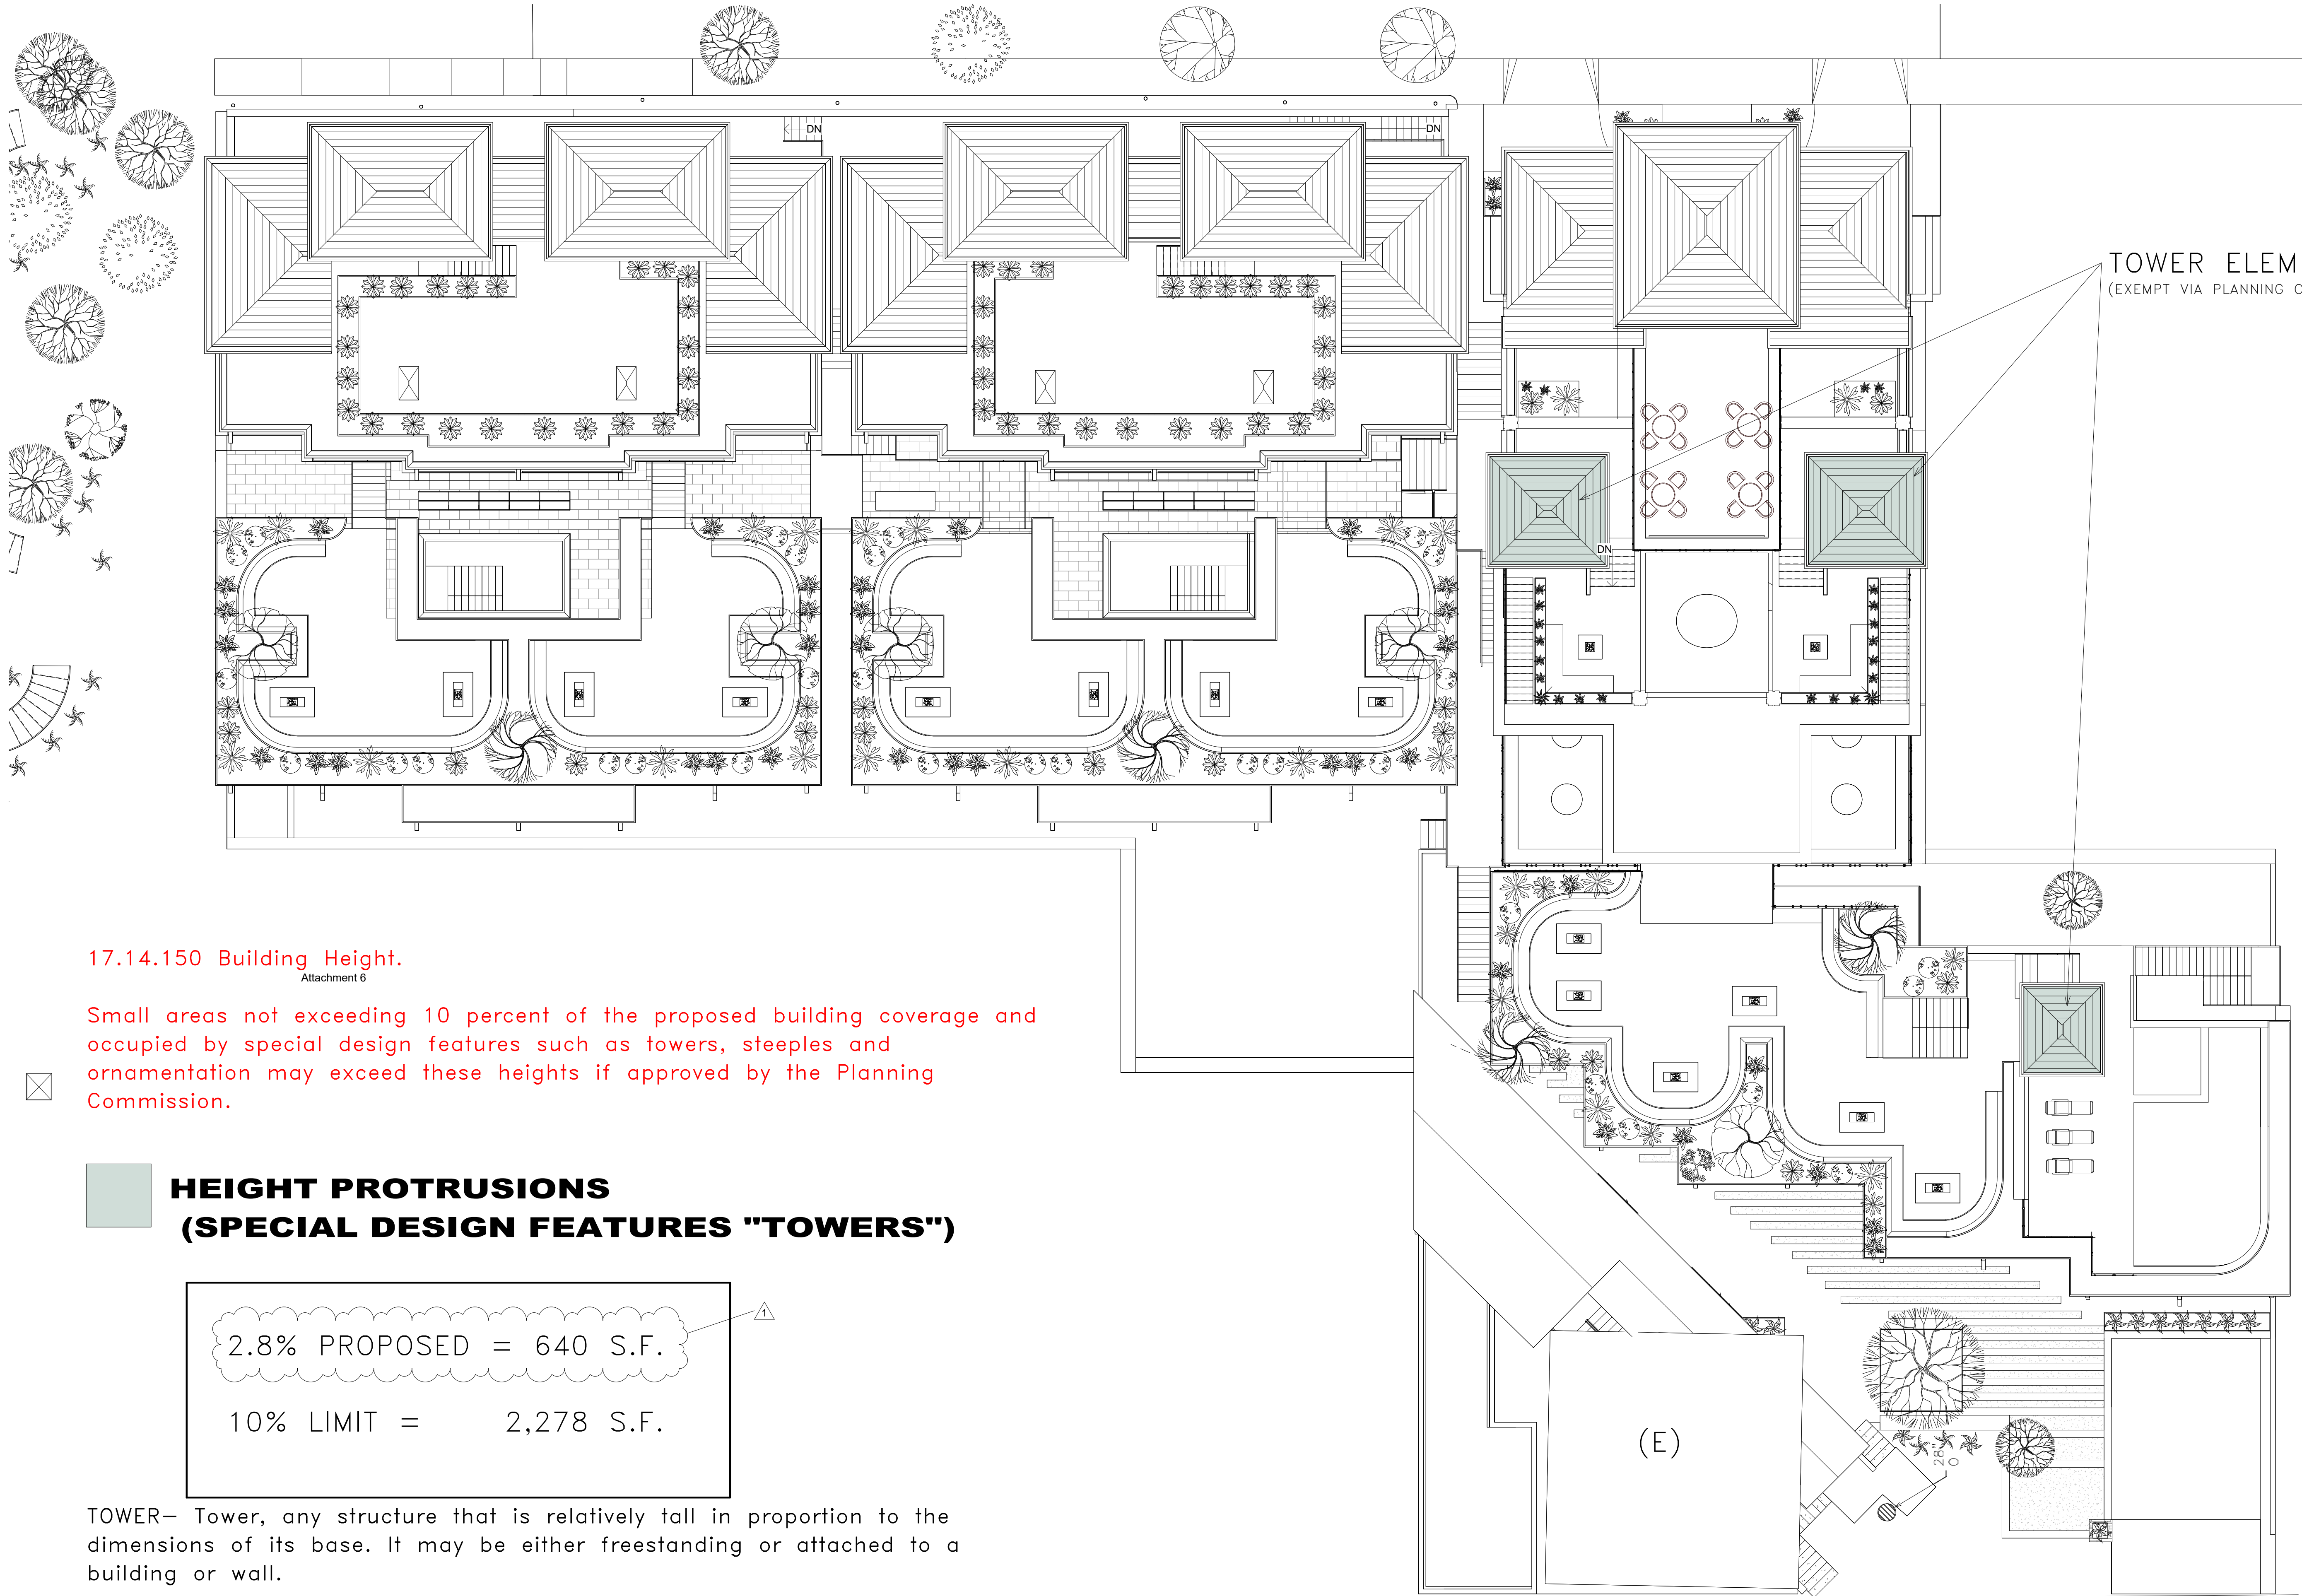 DN
DN
TOWER ELEM
(EXEMPT VIA PLANNING C
DN
17.14.150 Building Height.
Attachment 6
Small areas not exceeding 10 percent of the proposed building coverage and
occupied by special design features such as towers, steeples and
ornamentation may exceed these heights if approved by the Planning
Commission.
HEIGHT PROTRUSIONS
(SPECIAL DESIGN FEATURES "TOWERS")
1
2.8% PROPOSED = 640 S.F.
10% LIMIT = 2,278 S.F.
(E)
28"
O
TOWER– Tower, any structure that is relatively tall in proportion to the
dimensions of its base. It may be either freestanding or attached to a
building or wall.